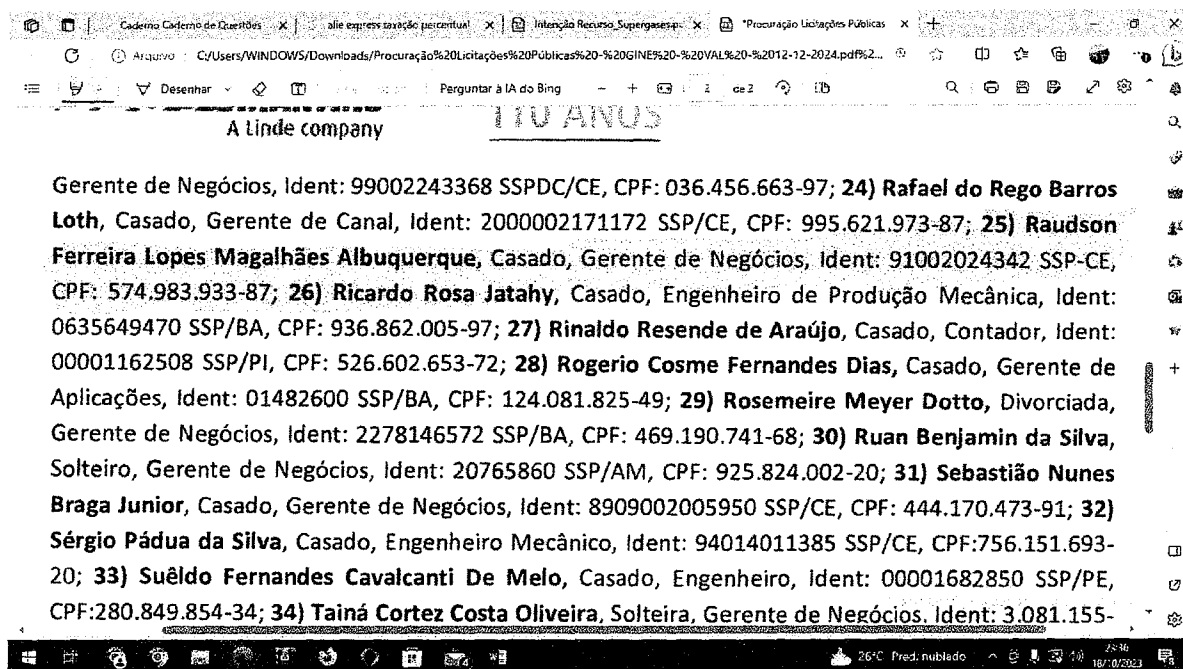 Caderno Caderno de Questões
alie express taxação percentual
Intenção Recurso_Supergases.p
*Procuração Licitações Públicas
Arquivo
C:/Users/WINDOWS/Downloads/Procuração%20Licitações%20Públicas%20-%20GINE%20-%20VAL%20-%2012-12-2024.pdf%2...
Desenhar
Perguntar à IA do Bing
2 de 2
A Linde company
110 ANOS
Gerente de Negócios, Ident: 99002243368 SSPDC/CE, CPF: 036.456.663-97; 24) Rafael do Rego Barros
Loth, Casado, Gerente de Canal, Ident: 2000002171172 SSP/CE, CPF: 995.621.973-87; 25) Raudson
Ferreira Lopes Magalhães Albuquerque, Casado, Gerente de Negócios, Ident: 91002024342 SSP-CE,
CPF: 574.983.933-87; 26) Ricardo Rosa Jatahy, Casado, Engenheiro de Produção Mecânica, Ident:
0635649470 SSP/BA, CPF: 936.862.005-97; 27) Rinaldo Resende de Araújo, Casado, Contador, Ident:
00001162508 SSP/PI, CPF: 526.602.653-72; 28) Rogerio Cosme Fernandes Dias, Casado, Gerente de
Aplicações, Ident: 01482600 SSP/BA, CPF: 124.081.825-49; 29) Rosemeire Meyer Dotto, Divorciada,
Gerente de Negócios, Ident: 2278146572 SSP/BA, CPF: 469.190.741-68; 30) Ruan Benjamin da Silva,
Solteiro, Gerente de Negócios, Ident: 20765860 SSP/AM, CPF: 925.824.002-20; 31) Sebastião Nunes
Braga Junior, Casado, Gerente de Negócios, Ident: 8909002005950 SSP/CE, CPF: 444.170.473-91; 32)
Sérgio Pádua da Silva, Casado, Engenheiro Mecânico, Ident: 94014011385 SSP/CE, CPF:756.151.693-
20; 33) Suêldo Fernandes Cavalcanti De Melo, Casado, Engenheiro, Ident: 00001682850 SSP/PE,
CPF:280.849.854-34; 34) Tainá Cortez Costa Oliveira, Solteira, Gerente de Negócios, Ident: 3.081.155-
26°C Pred. nublado
23:36
18/10/2023